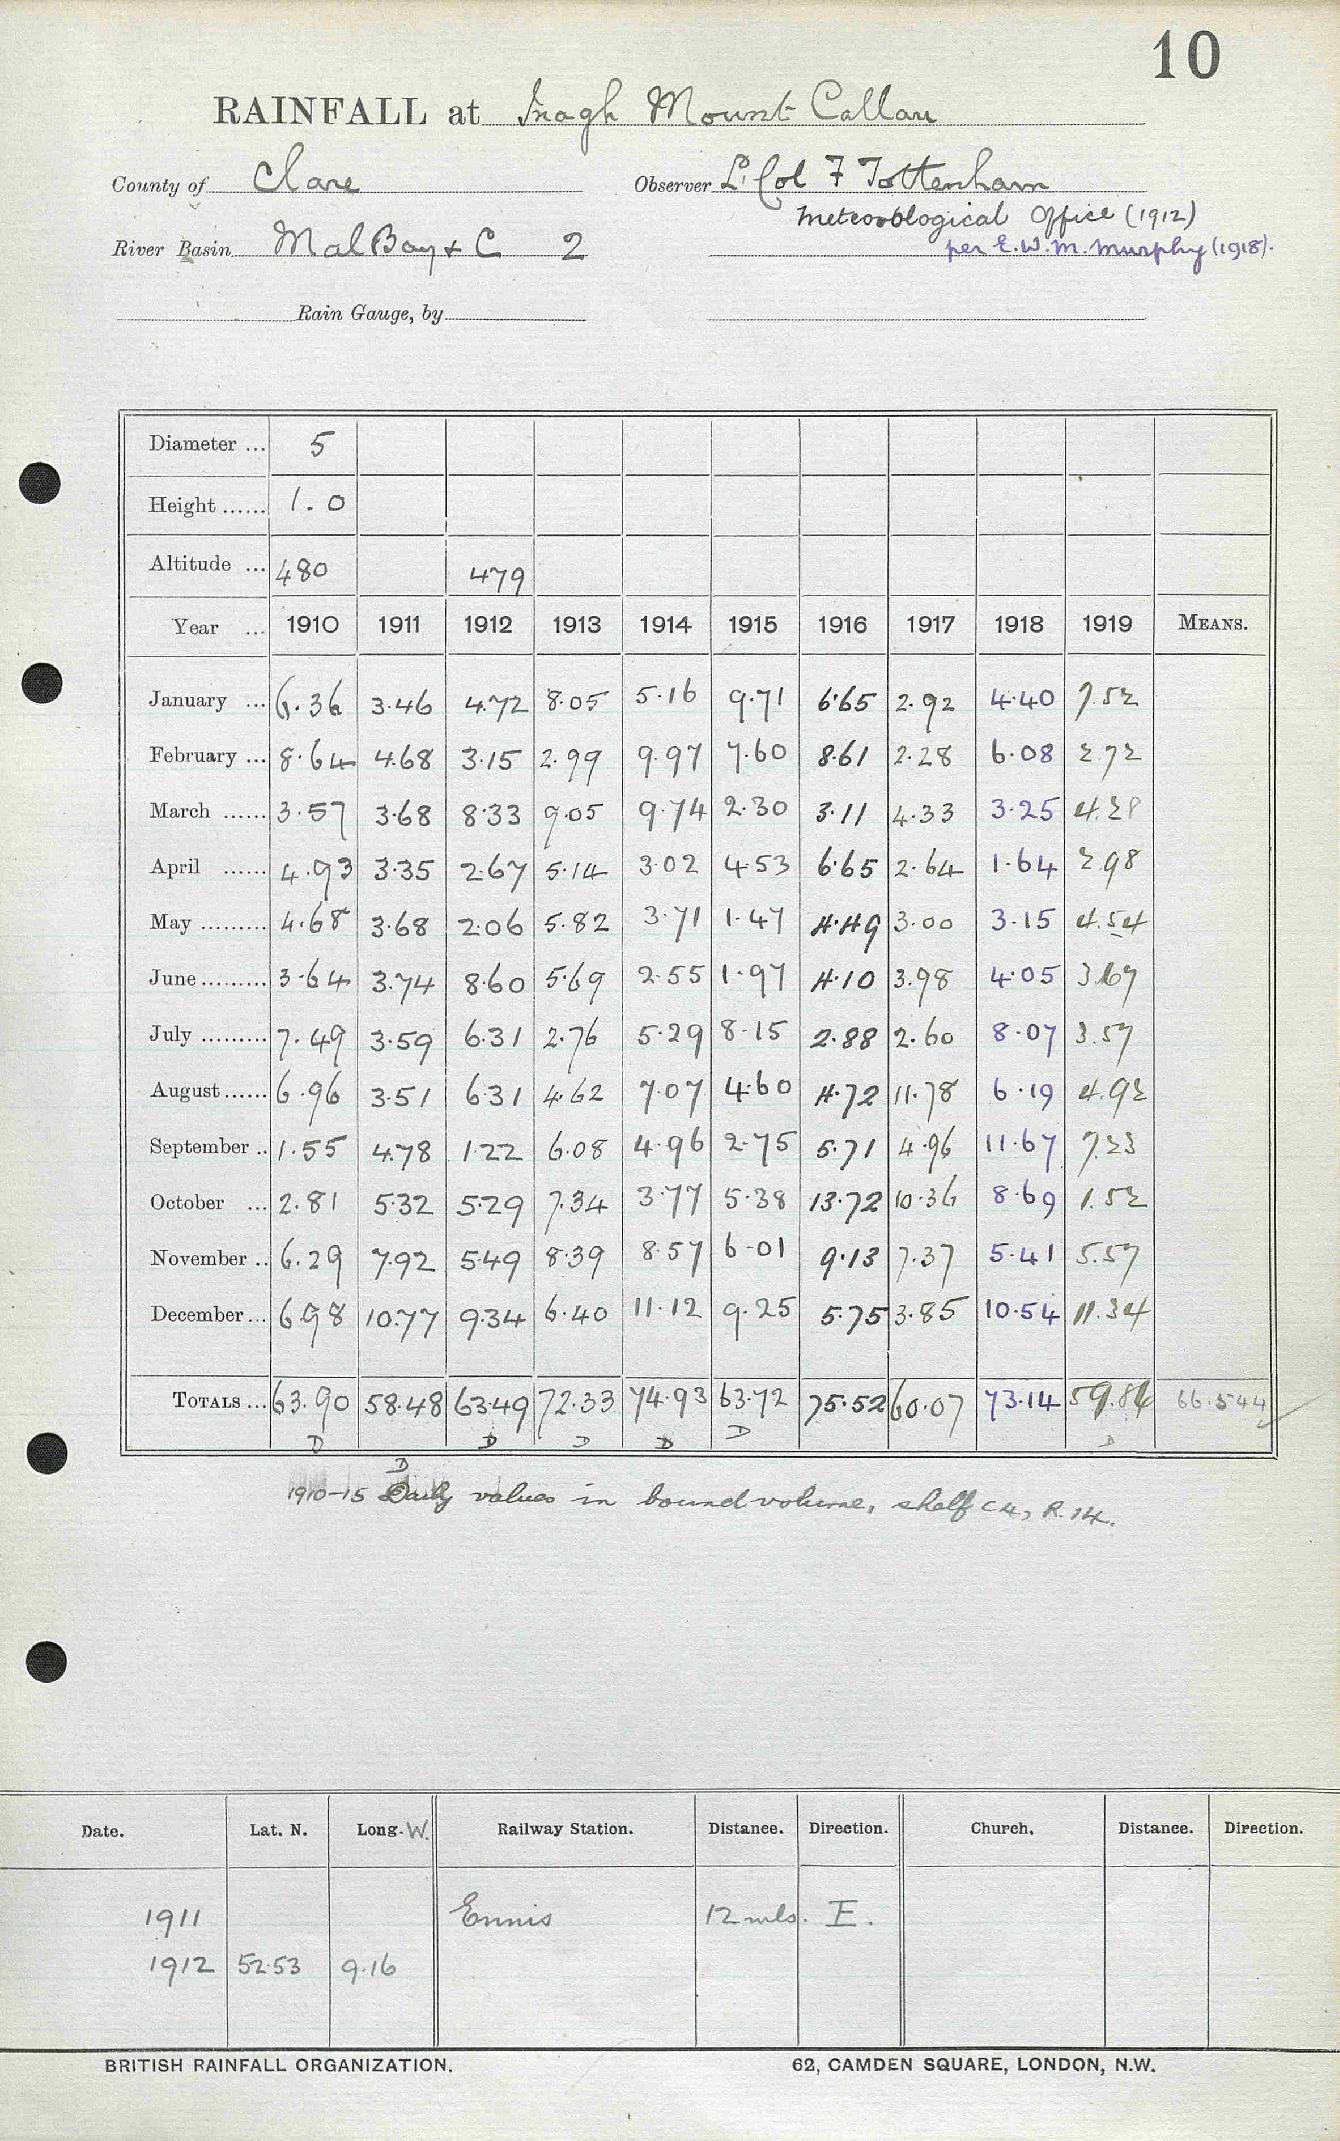 10
RAINFALL at Inagh Mount Callan
County of Clare Observer Lt. Col F Tottenham
Meteorological Office (1912)
River Basin Mal Bay & C 2 per E.W.M. Murphy (1918).
Rain Gauge, by
Diameter ... 5
Height ...... 1.0
Altitude ... 480 479
Year ... 1910 1911 1912 1913 1914 1915 1916 1917 1918 1919 MEANS.
January ... 6.36 3.46 4.72 8.05 5.16 9.71 6.65 2.92 4.40 7.52
February ... 8.64 4.68 3.15 2.99 9.97 7.60 8.61 2.28 6.08 2.72
March ...... 3.57 3.68 8.33 9.05 9.74 2.30 3.11 4.33 3.25 4.28
April ...... 4.93 3.35 2.67 5.14 3.02 4.53 6.65 2.64 1.64 2.98
May ......... 4.68 3.68 2.06 5.82 3.71 1.47 4.49 3.00 3.15 4.54
June ......... 3.64 3.74 8.60 5.69 2.55 1.97 4.10 3.98 4.05 3.67
July ......... 7.49 3.59 6.31 2.76 5.29 8.15 2.88 2.60 8.07 3.57
August ...... 6.96 3.51 6.31 4.62 7.07 4.60 4.72 11.78 6.19 4.92
September .. 1.55 4.78 1.22 6.08 4.96 2.75 5.71 4.96 11.67 7.23
October ... 2.81 5.32 5.29 7.34 3.77 5.38 13.72 10.36 8.69 1.52
November .. 6.29 7.92 5.49 8.39 8.57 6.01 9.13 7.37 5.41 5.57
December ... 6.98 10.77 9.34 6.40 11.12 9.25 5.75 3.85 10.54 11.34
TOTALS ... 63.90 58.48 63.49 72.33 74.93 63.72 75.52 60.07 73.14 59.86 66.544
D D D D D D
D
1910-15 Daily values in bound volume, shelf C4, R.14.
Date. Lat. N. Long. W. Railway Station. Distance. Direction. Church. Distance. Direction.
1911 Ennis 12 mls. E.
1912 52.53 9.16
BRITISH RAINFALL ORGANIZATION. 62, CAMDEN SQUARE, LONDON, N.W.